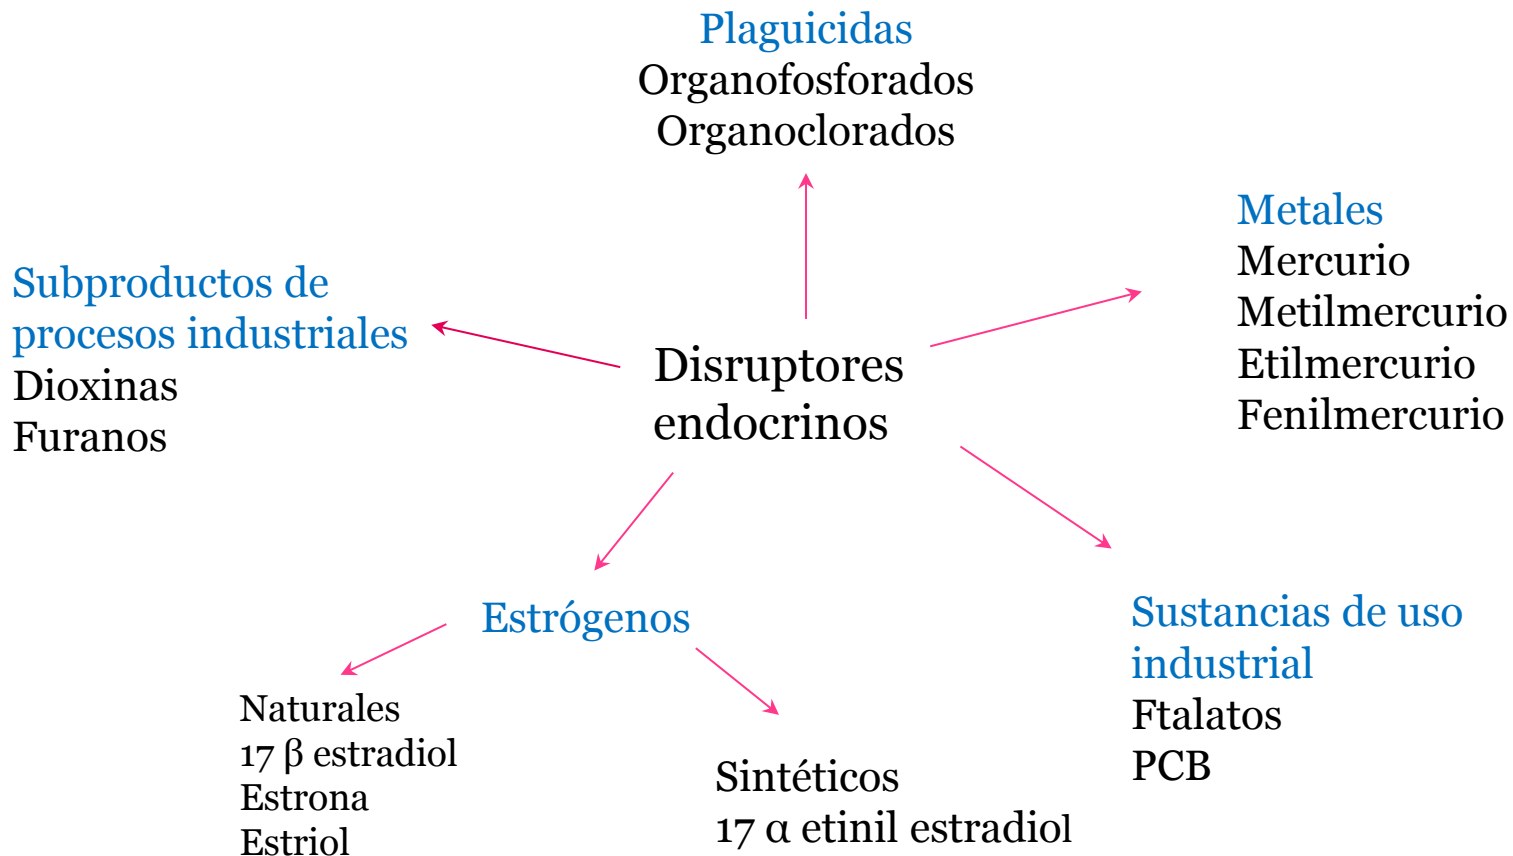 Plaguicidas
Organofosforados
Organoclorados
Metales
Mercurio
Metilmercurio
Etilmercurio
Fenilmercurio
Subproductos de
procesos industriales
Dioxinas
Furanos
Disruptores
endocrinos
Estrógenos
Sustancias de uso
industrial
Ftalatos
PCB
Naturales
17 β estradiol
Estrona
Estriol
Sintéticos
17 α etinil estradiol